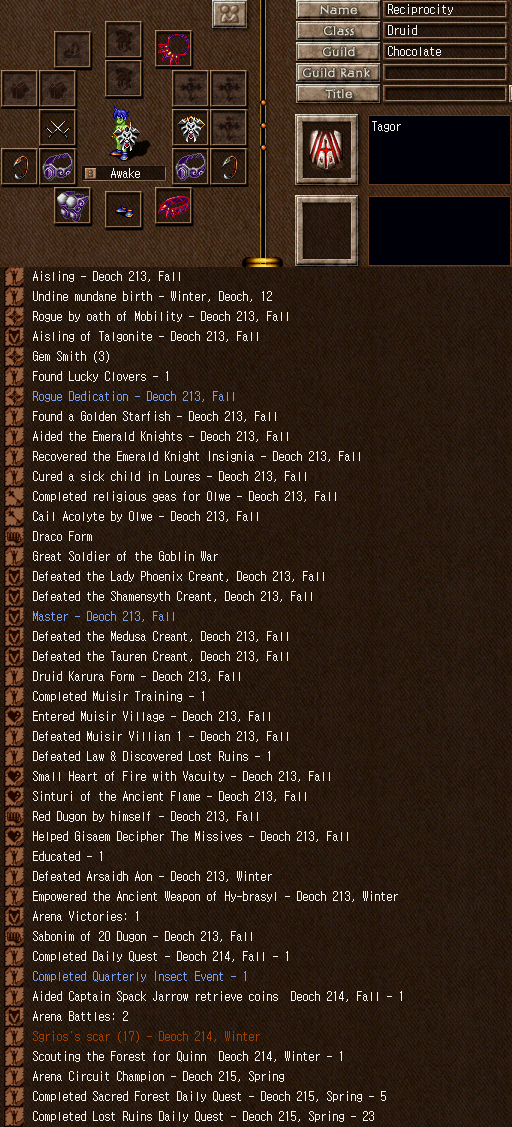 Name Reciprocity
Class Druid
Guild Chocolate
Guild Rank
Title
Tagor
Awake
Aisling - Deoch 213, Fall
Undine mundane birth - Winter, Deoch, 12
Rogue by oath of Mobility - Deoch 213, Fall
Aisling of Talgonite - Deoch 213, Fall
Gem Smith (3)
Found Lucky Clovers - 1
Rogue Dedication - Deoch 213, Fall
Found a Golden Starfish - Deoch 213, Fall
Aided the Emerald Knights - Deoch 213, Fall
Recovered the Emerald Knight Insignia - Deoch 213, Fall
Cured a sick child in Loures - Deoch 213, Fall
Completed religious geas for Olwe - Deoch 213, Fall
Cail Acolyte by Olwe - Deoch 213, Fall
Draco Form
Great Soldier of the Goblin War
Defeated the Lady Phoenix Creant, Deoch 213, Fall
Defeated the Shamensyth Creant, Deoch 213, Fall
Master - Deoch 213, Fall
Defeated the Medusa Creant, Deoch 213, Fall
Defeated the Tauren Creant, Deoch 213, Fall
Druid Karura Form - Deoch 213, Fall
Completed Muisir Training - 1
Entered Muisir Village - Deoch 213, Fall
Defeated Muisir Villian 1 - Deoch 213, Fall
Defeated Law & Discovered Lost Ruins - 1
Small Heart of Fire with Vacuity - Deoch 213, Fall
Sinturi of the Ancient Flame - Deoch 213, Fall
Red Dugon by himself - Deoch 213, Fall
Helped Gisaem Decipher The Missives - Deoch 213, Fall
Educated - 1
Defeated Arsaidh Aon - Deoch 213, Winter
Empowered the Ancient Weapon of Hy-brasyl - Deoch 213, Winter
Arena Victories: 1
Sabonim of 20 Dugon - Deoch 213, Fall
Completed Daily Quest - Deoch 214, Fall - 1
Completed Quarterly Insect Event - 1
Aided Captain Spack Jarrow retrieve coins  Deoch 214, Fall - 1
Arena Battles: 2
Sgrios's scar (17) - Deoch 214, Winter
Scouting the Forest for Quinn  Deoch 214, Winter - 1
Arena Circuit Champion - Deoch 215, Spring
Completed Sacred Forest Daily Quest - Deoch 215, Spring - 5
Completed Lost Ruins Daily Quest - Deoch 215, Spring - 23